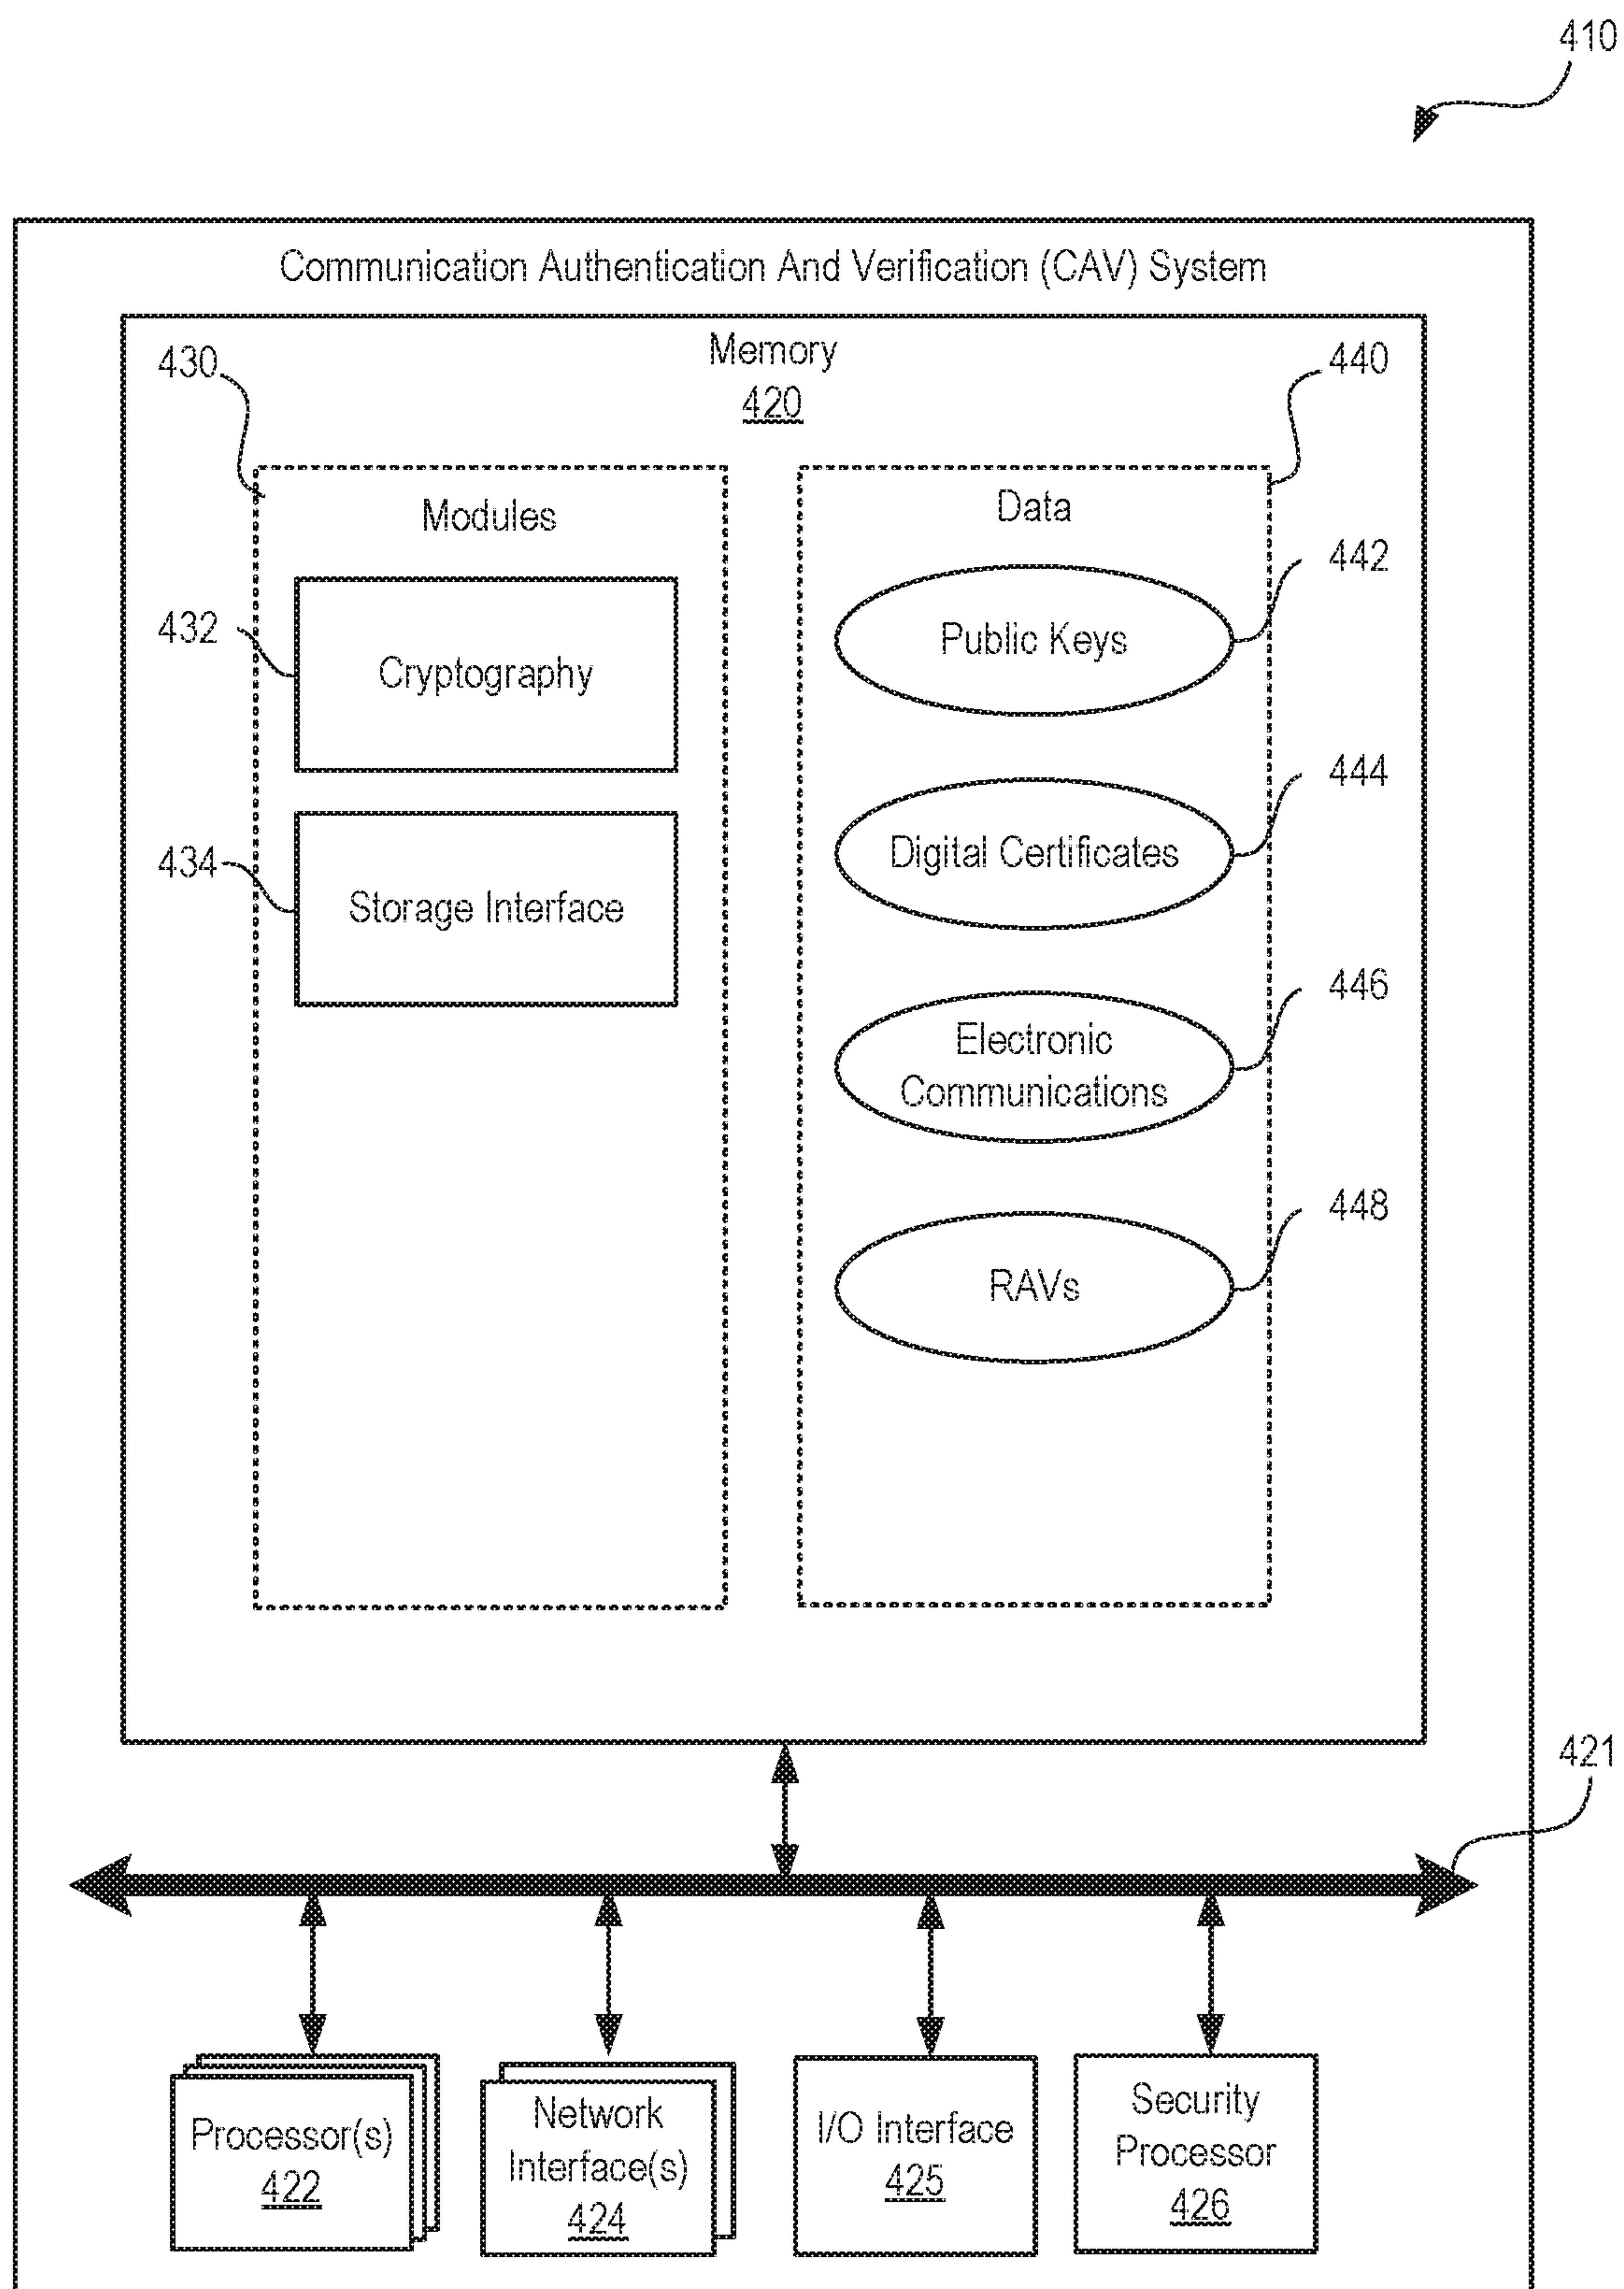 410
Communication Authentication And Verification (CAV) System
Memory
420
430
440
Modules
Data
432
Cryptography
434
Storage Interface
Public Keys
442
Digital Certificates
444
Electronic
Communications
446
RAVs
448
421
Processor(s)
422
Network
Interface(s)
424
I/O Interface
425
Security
Processor
426